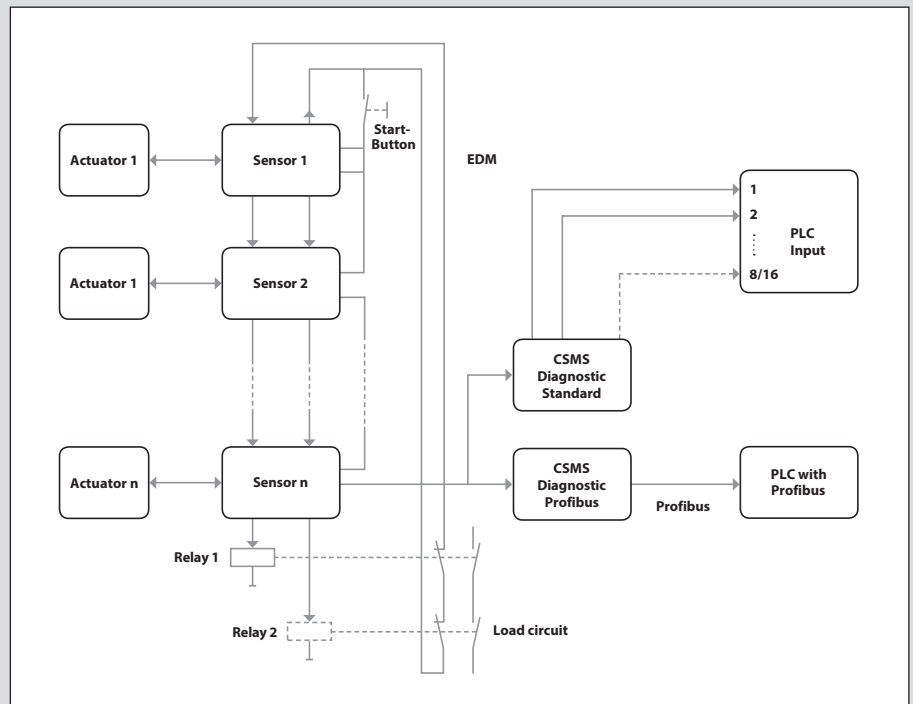 Start-
Button
EDM
Actuator 1
Sensor 1
1
2
PLC
Input
8/16
Actuator 1
Sensor 2
CSMS
Diagnostic
Standard
Actuator n
Sensor n
CSMS
Diagnostic
Profibus
Profibus
PLC with
Profibus
Relay 1
Relay 2
Load circuit